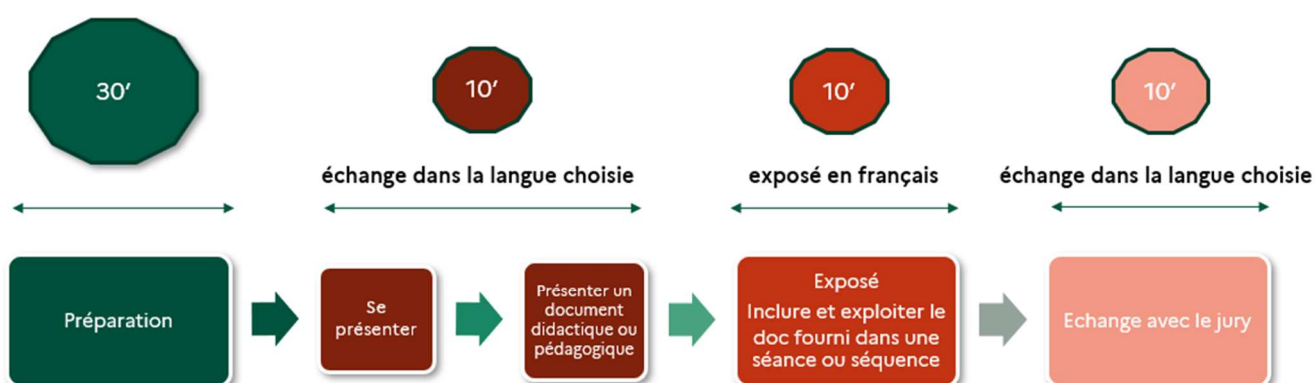 30’
10’
10’
10’
échange dans la langue choisie
exposé en français
échange dans la langue choisie
Préparation
Se
présenter
Présenter un
document
didactique ou
pédagogique
Exposé
Inclure et exploiter le
doc fourni dans une
séance ou séquence
Echange avec le jury